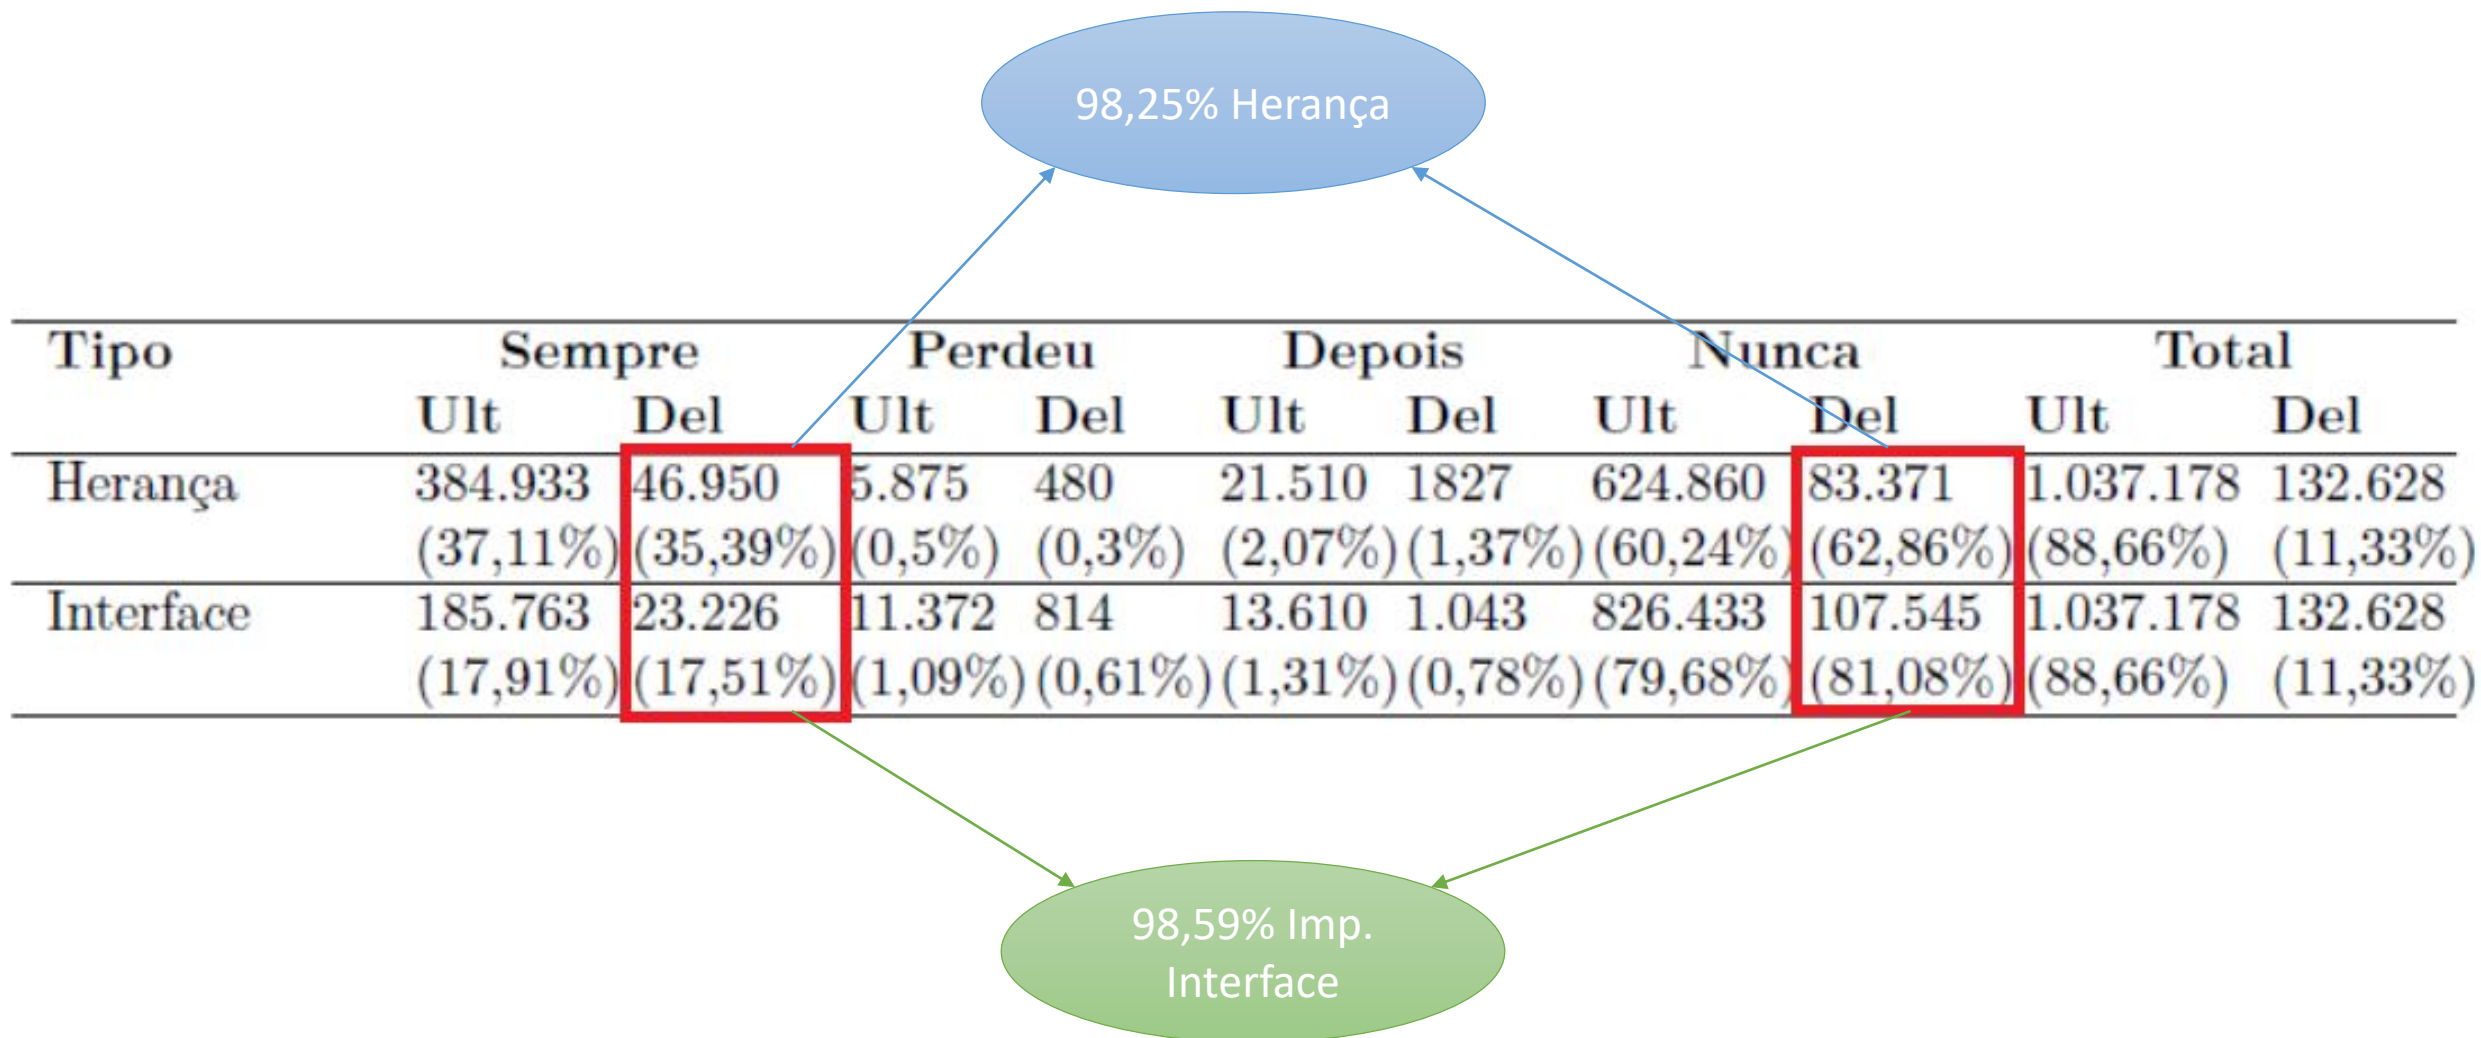 98,25% Herança
Tipo Sempre Perdeu Depois Nunca Total
Ult Del Ult Del Ult Del Ult Del Ult Del
Herança 384.933 46.950 5.875 480 21.510 1827 624.860 83.371 1.037.178 132.628
(37,11%) (35,39%) (0,5%) (0,3%) (2,07%) (1,37%) (60,24%) (62,86%) (88,66%) (11,33%)
Interface 185.763 23.226 11.372 814 13.610 1.043 826.433 107.545 1.037.178 132.628
(17,91%) (17,51%) (1,09%) (0,61%) (1,31%) (0,78%) (79,68%) (81,08%) (88,66%) (11,33%)
98,59% Imp.
Interface